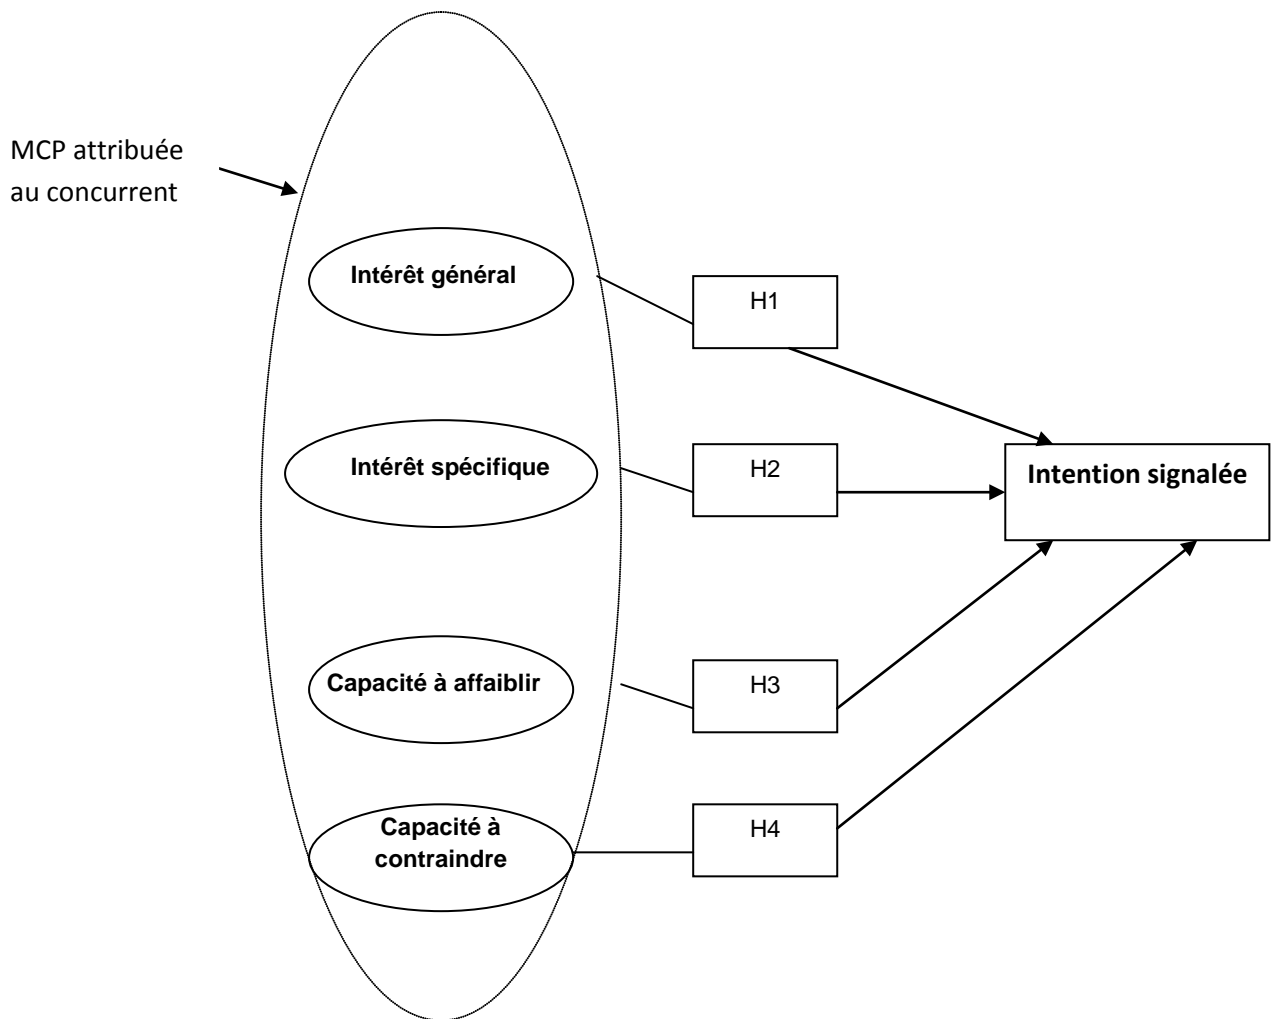 MCP attribuée
au concurrent
Intérêt général
H1
Intérêt spécifique
H2
Intention signalée
Capacité à affaiblir
H3
Capacité à
contraindre
H4